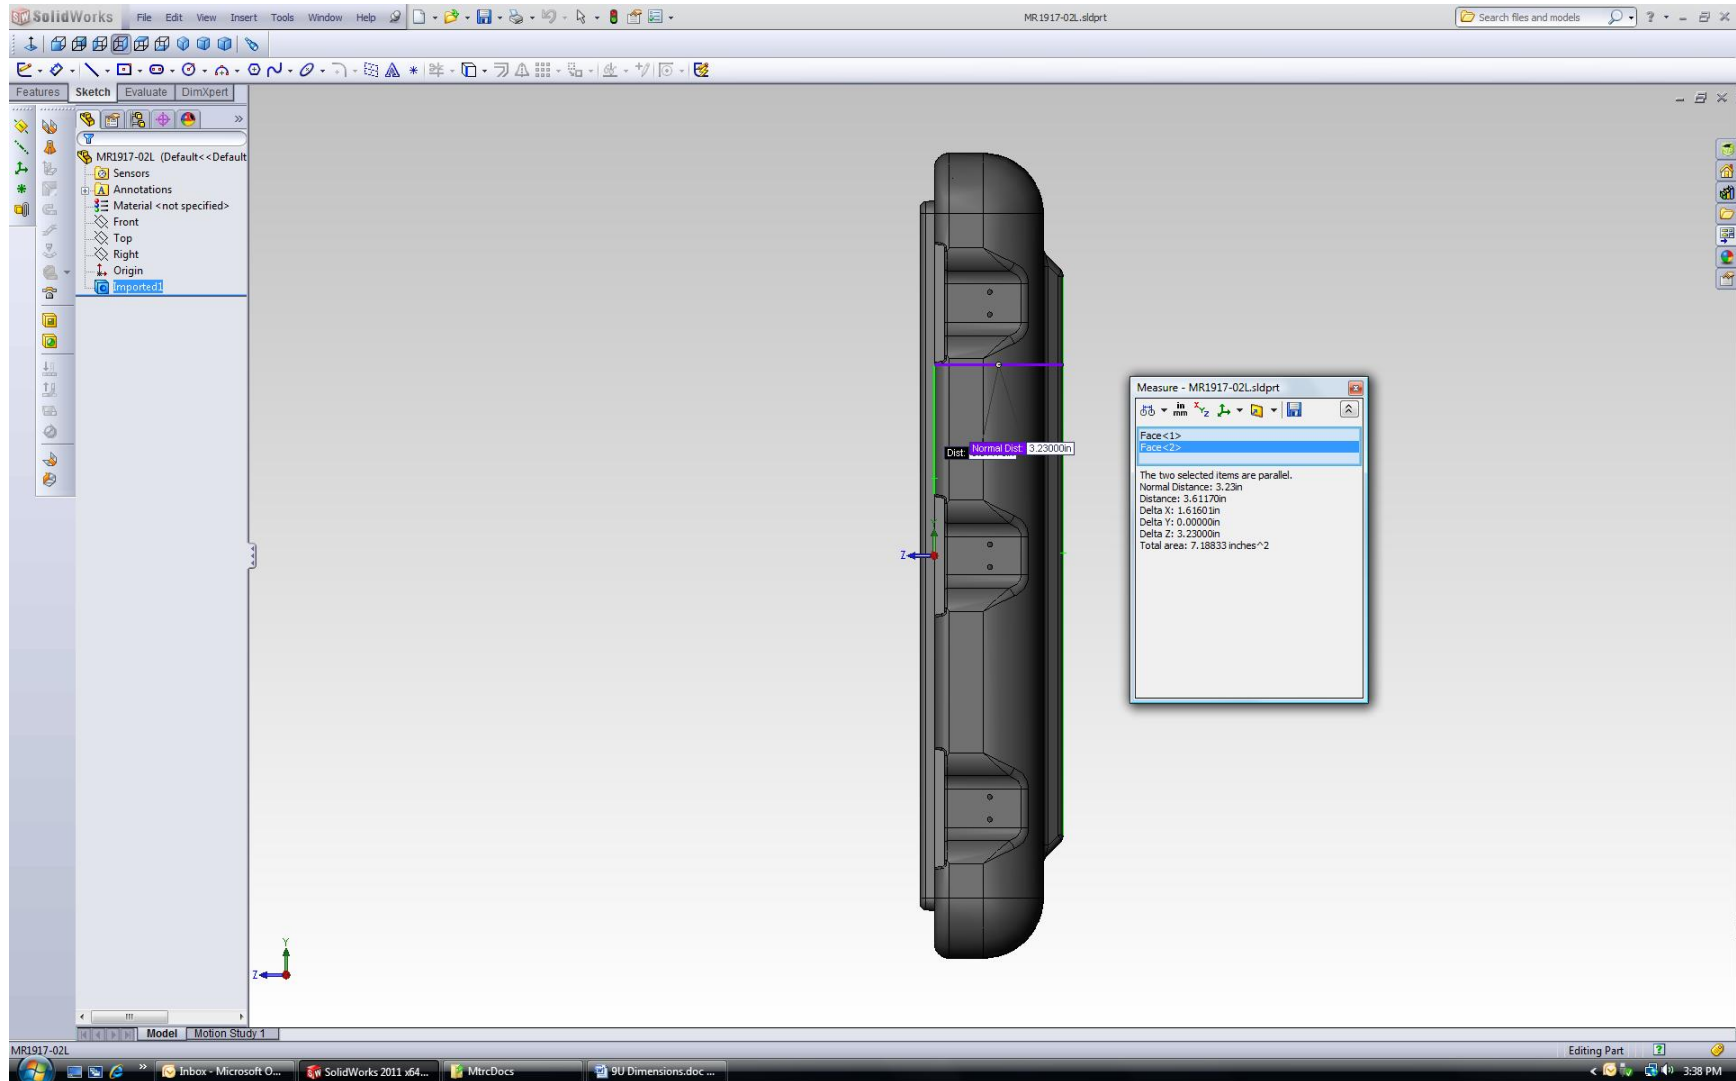 SolidWorks File Edit View Insert Tools Window Help MR1917-02L.sldprt Search files and models
Features Sketch Evaluate DimXpert
MR1917-02L (Default<<Default
Sensors
Annotations
Material <not specified>
Front
Top
Right
Origin
Imported1
Measure - MR1917-02L.sldprt
in
mm
XYZ
Face<1>
Face<2>
The two selected items are parallel.
Normal Distance: 3.23in
Distance: 3.61170in
Delta X: 1.61601in
Delta Y: 0.00000in
Delta Z: 3.23000in
Total area: 7.18833 inches^2
Dist:
Normal Dist: 3.23000in
Y
Z
Y
Z
Model Motion Study 1
MR1917-02L Editing Part
Inbox - Microsoft O... SolidWorks 2011 x64... MtrcDocs 9U Dimensions.doc ... 3:38 PM